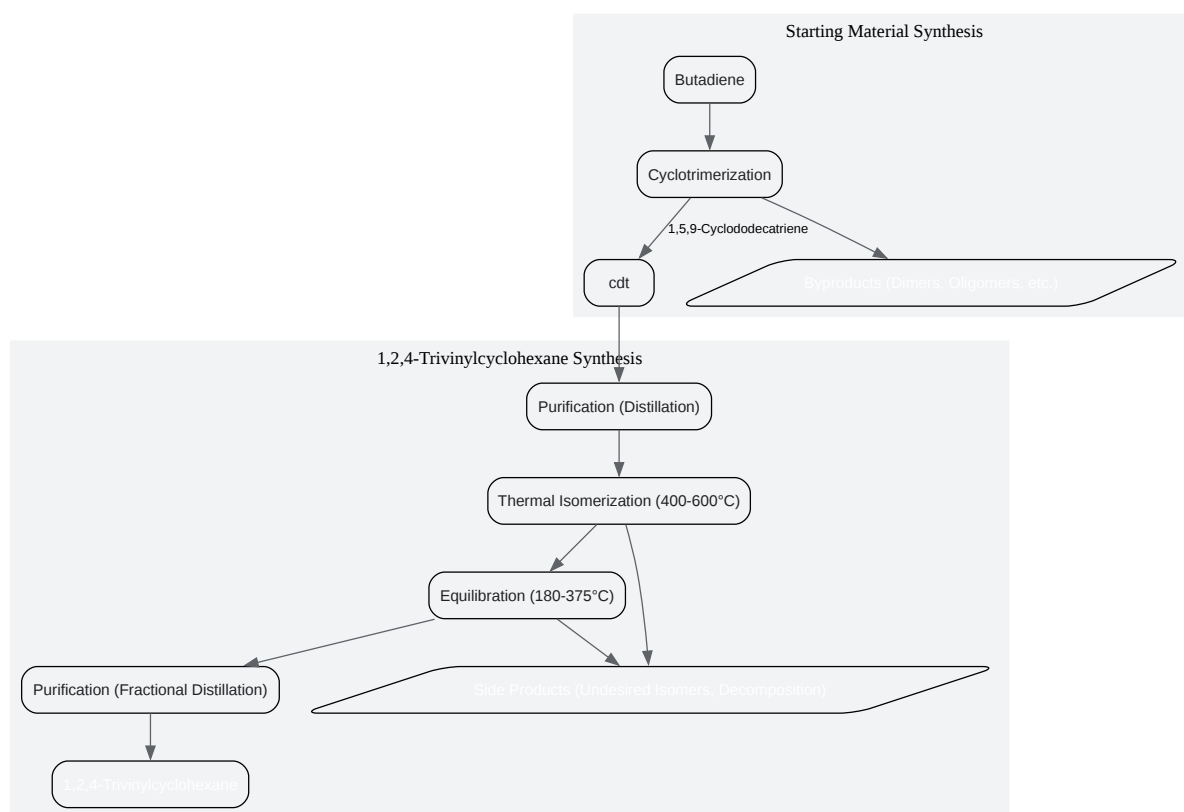 Starting Material Synthesis
Butadiene
Cyclotrimerization
1,5,9-Cyclododecatriene
cdt
Byproducts (Dimers, Oligomers, etc.)
1,2,4-Trivinylcyclohexane Synthesis
Purification (Distillation)
Thermal Isomerization (400-600°C)
Equilibration (180-375°C)
Purification (Fractional Distillation)
Side Products (Undesired Isomers, Decomposition)
1,2,4-Trivinylcyclohexane